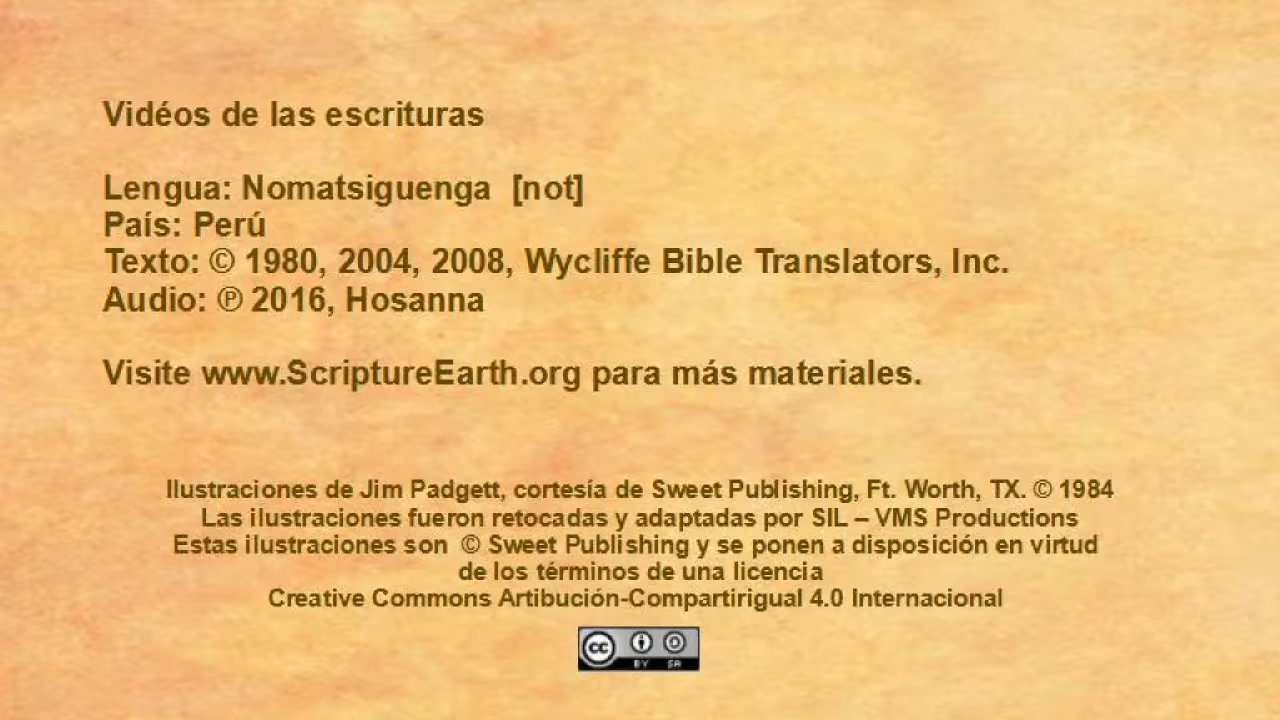 Vidéos de las escrituras
Lengua: Nomatsiguenga [not]
País: Perú
Texto: © 1980, 2004, 2008, Wycliffe Bible Translators, Inc.
Audio: ℗ 2016, Hosanna
Visite www.ScriptureEarth.org para más materiales.
Ilustraciones de Jim Padgett, cortesía de Sweet Publishing, Ft. Worth, TX. © 1984
Las ilustraciones fueron retocadas y adaptadas por SIL – VMS Productions
Estas ilustraciones son © Sweet Publishing y se ponen a disposición en virtud
de los términos de una licencia
Creative Commons Artibución-Compartirigual 4.0 Internacional
cc BY SA